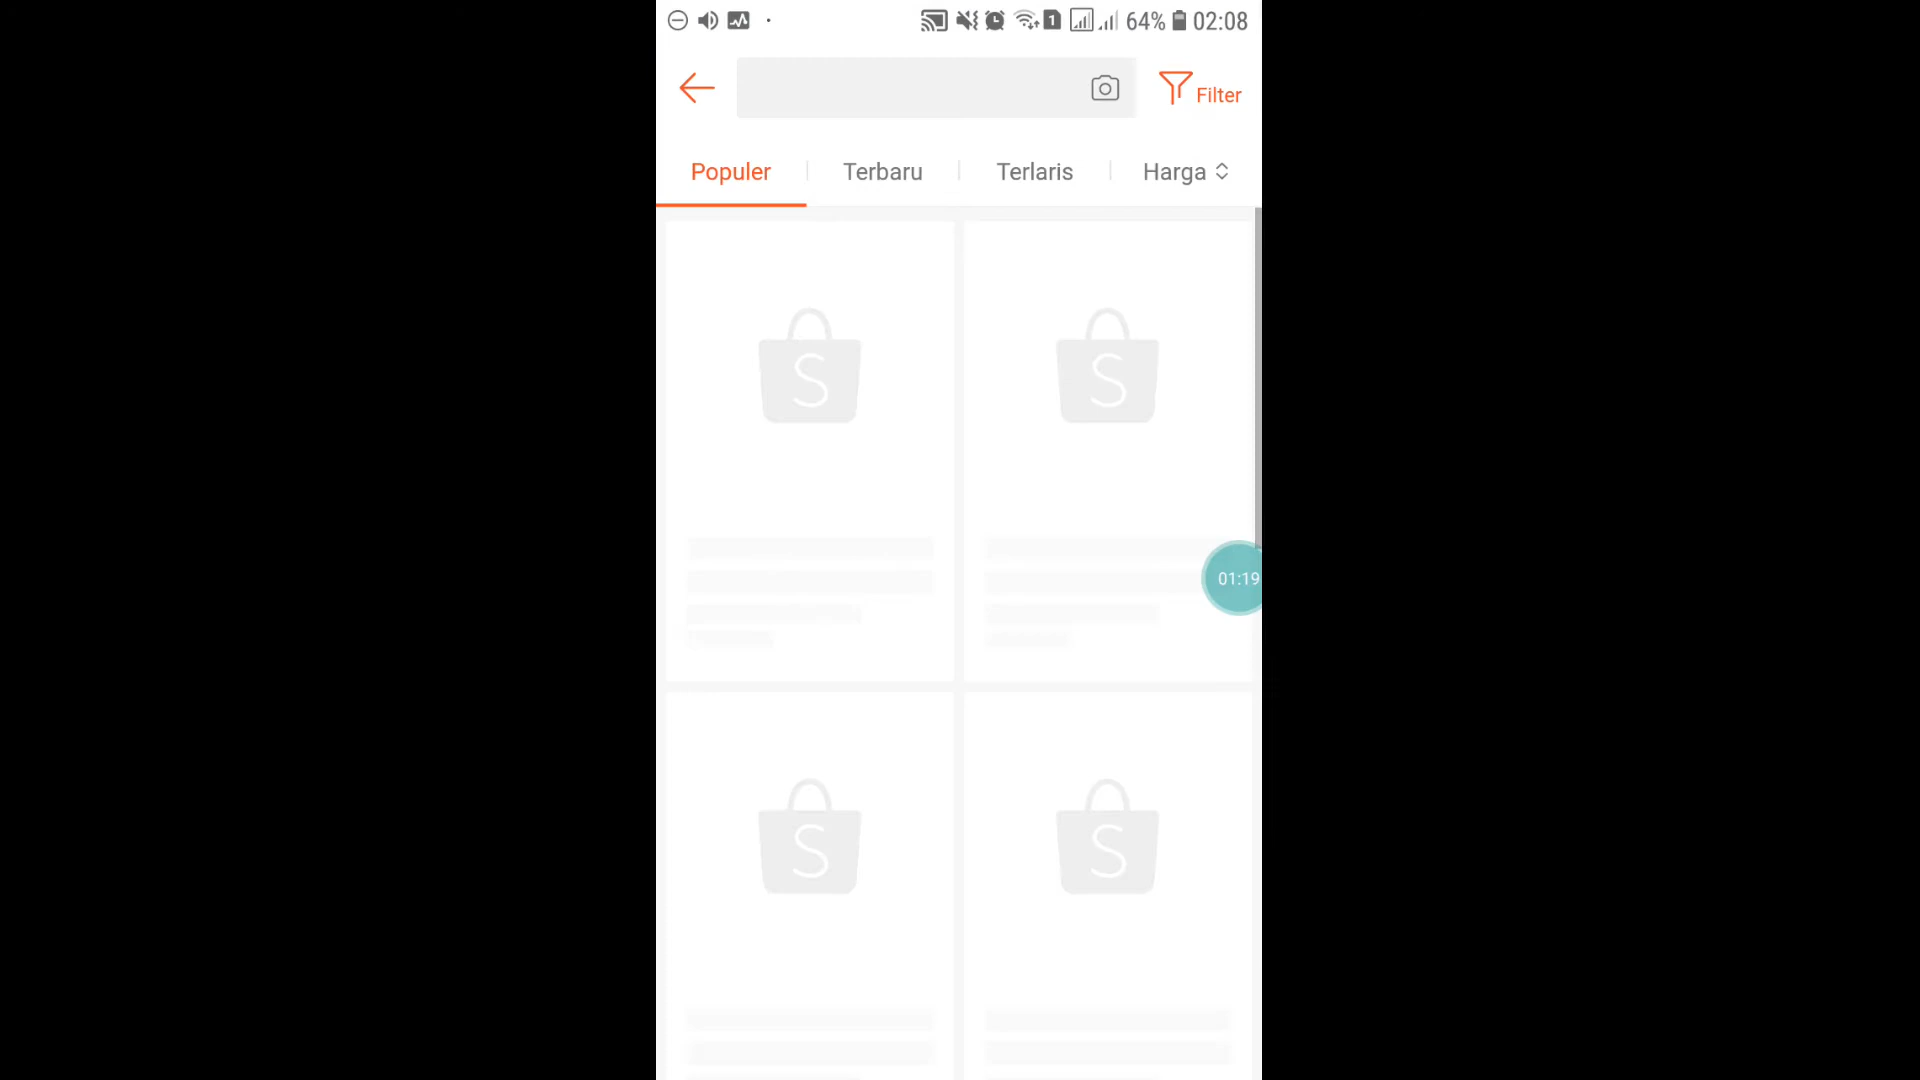 64% 02:08
Filter
Populer Terbaru Terlaris Harga
S S
01:19
S S